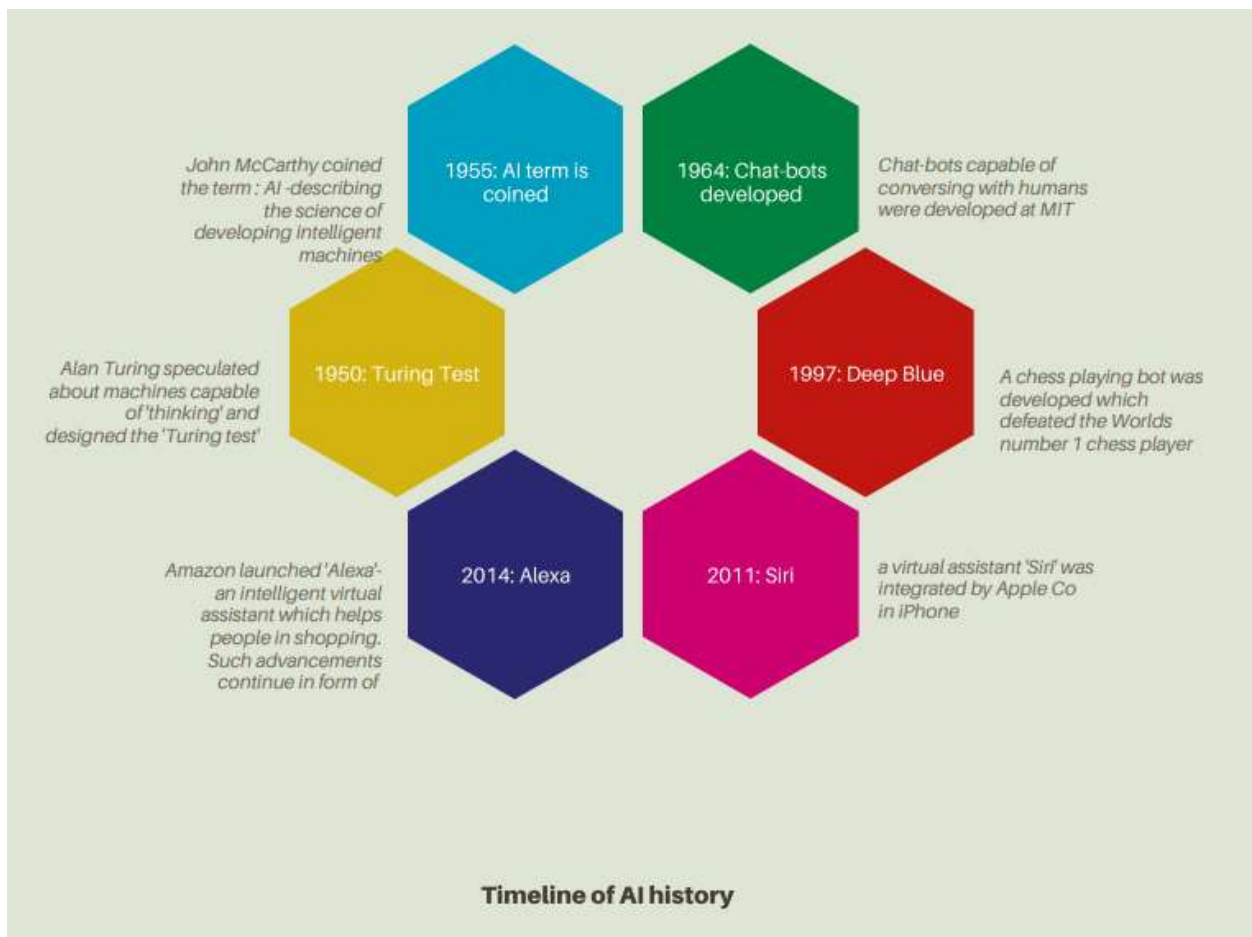 John McCarthy coined
the term : AI -describing
the science of
developing intelligent
machines
1955: AI term is
coined
1964: Chat-bots
developed
Chat-bots capable of
conversing with humans
were developed at MIT
Alan Turing speculated
about machines capable
of 'thinking' and
designed the 'Turing test'
1950: Turing Test
1997: Deep Blue
A chess playing bot was
developed which
defeated the Worlds
number 1 chess player
Amazon launched 'Alexa'-
an intelligent virtual
assistant which helps
people in shopping.
Such advancements
continue in form of
2014: Alexa
2011: Siri
a virtual assistant 'Siri' was
integrated by Apple Co
in iPhone
Timeline of AI history